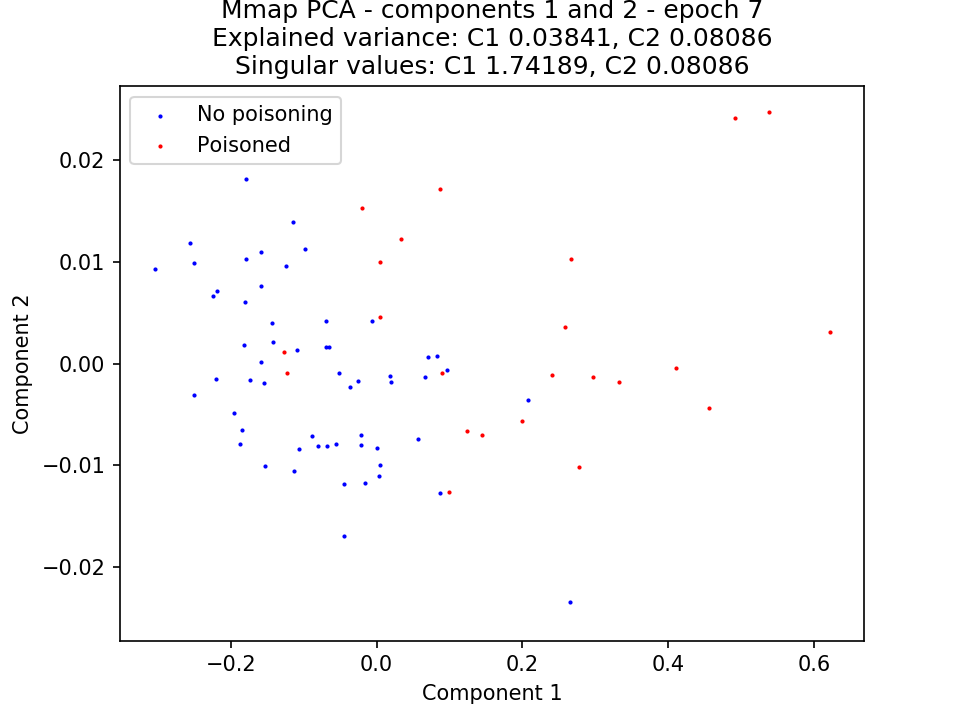 Mmap PCA - components 1 and 2 - epoch 7
Explained variance: C1 0.03841, C2 0.08086
Singular values: C1 1.74189, C2 0.08086
No poisoning
Poisoned
0.02
0.01
0.00
−0.01
−0.02
Component 2
−0.2
0.0
0.2
0.4
0.6
Component 1